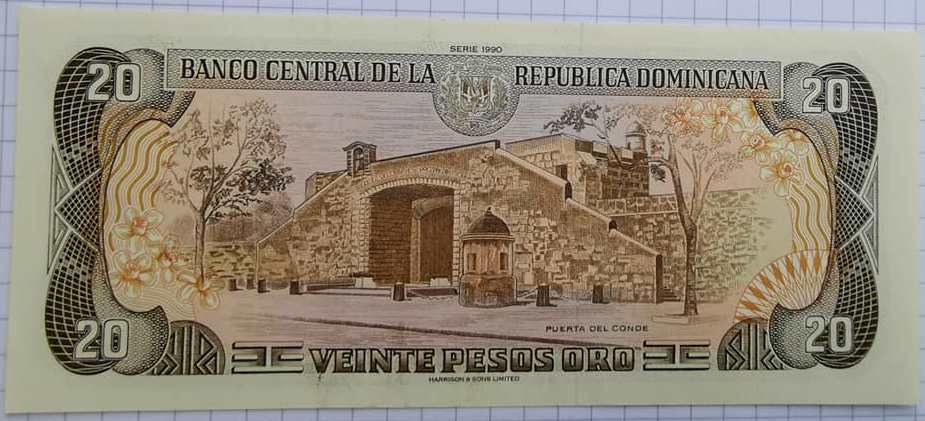 SERIE 1990
20 BANCO CENTRAL DE LA REPUBLICA DOMINICANA 20
PUERTA DEL CONDE
20 VEINTE PESOS ORO 20
HARRISON & SONS LIMITED